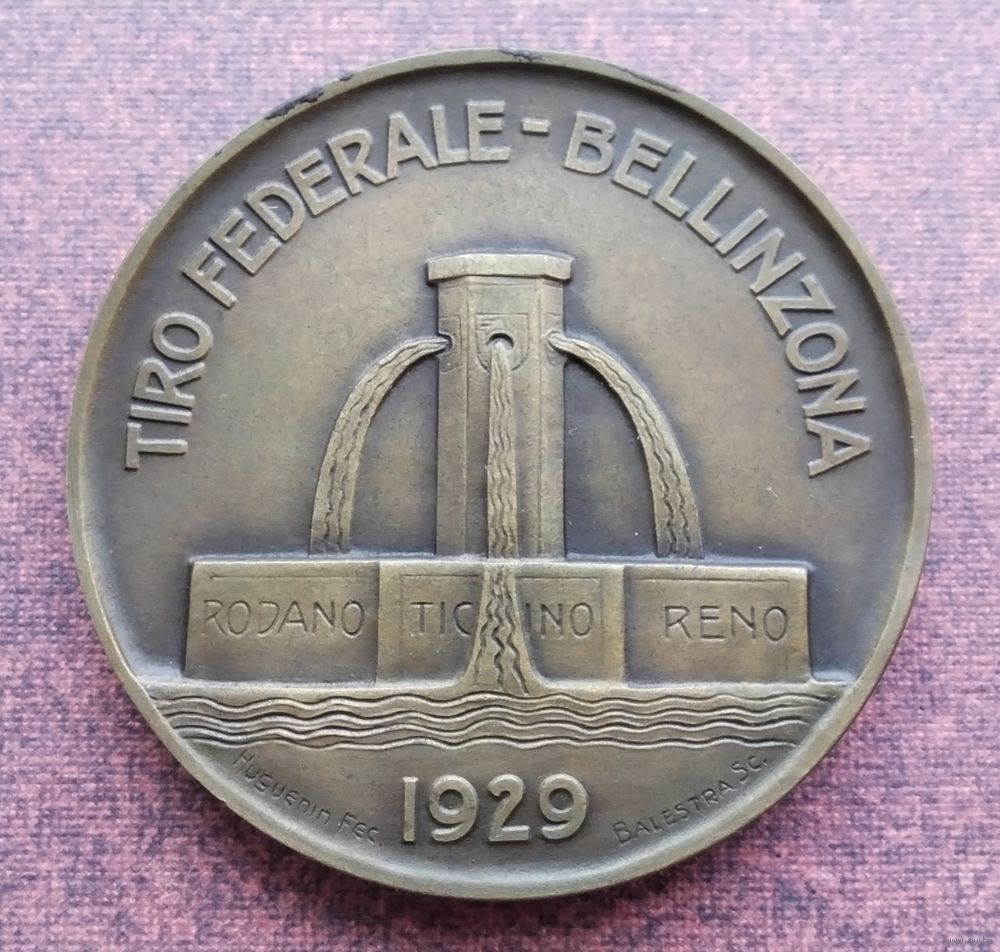 TIRO FEDERALE - BELLINZONA
RODANO TICINO RENO
HUGUENIN FEC. 1929 BALESTRA SC.